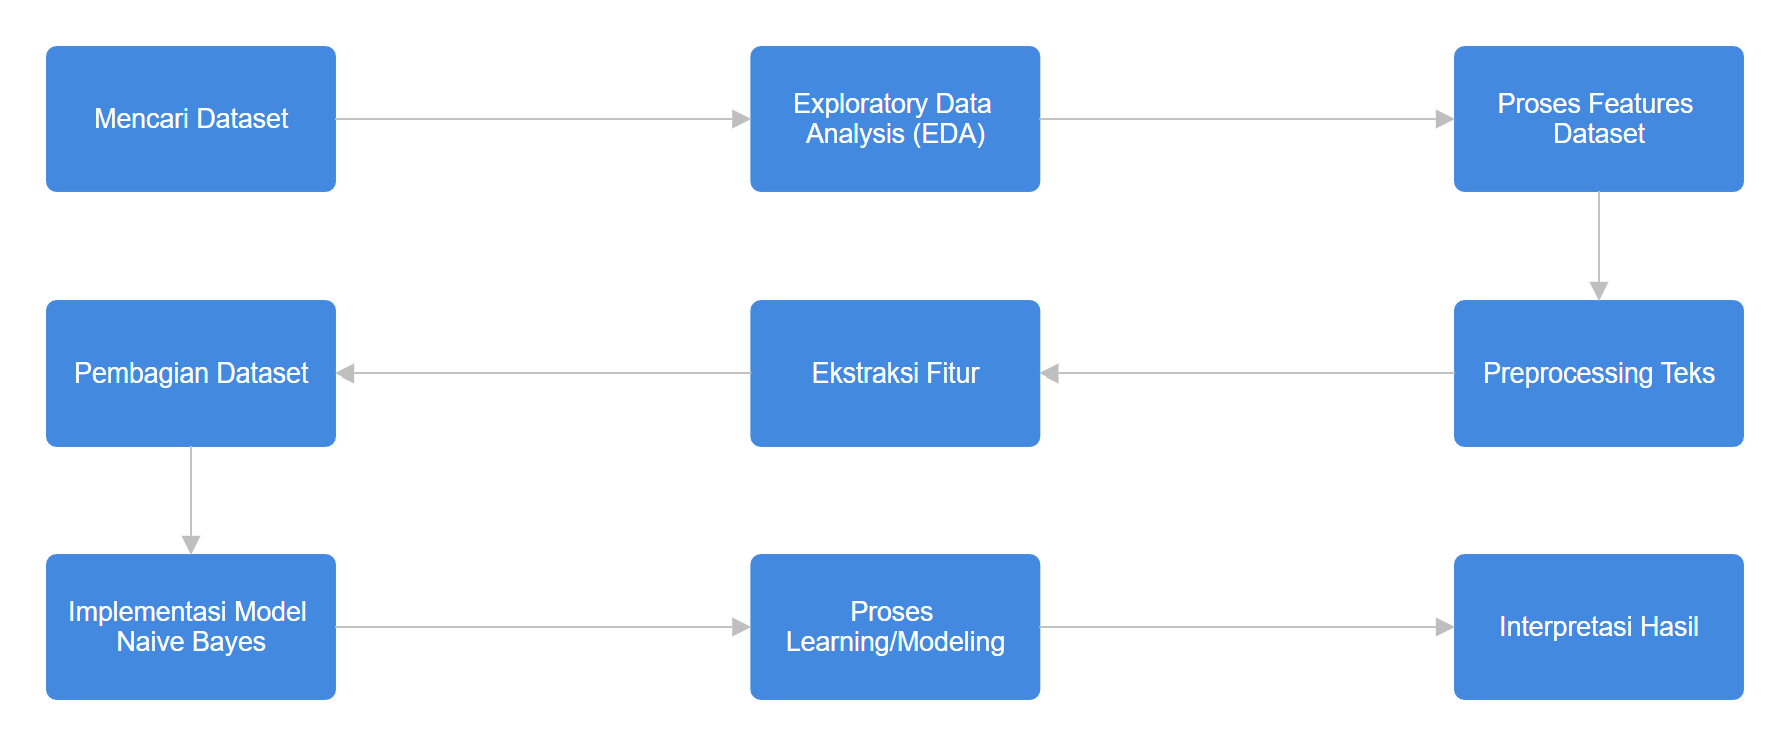 Mencari Dataset
Exploratory Data
Analysis (EDA)
Proses Features
Dataset
Preprocessing Teks
Ekstraksi Fitur
Pembagian Dataset
Implementasi Model
Naive Bayes
Proses
Learning/Modeling
Interpretasi Hasil